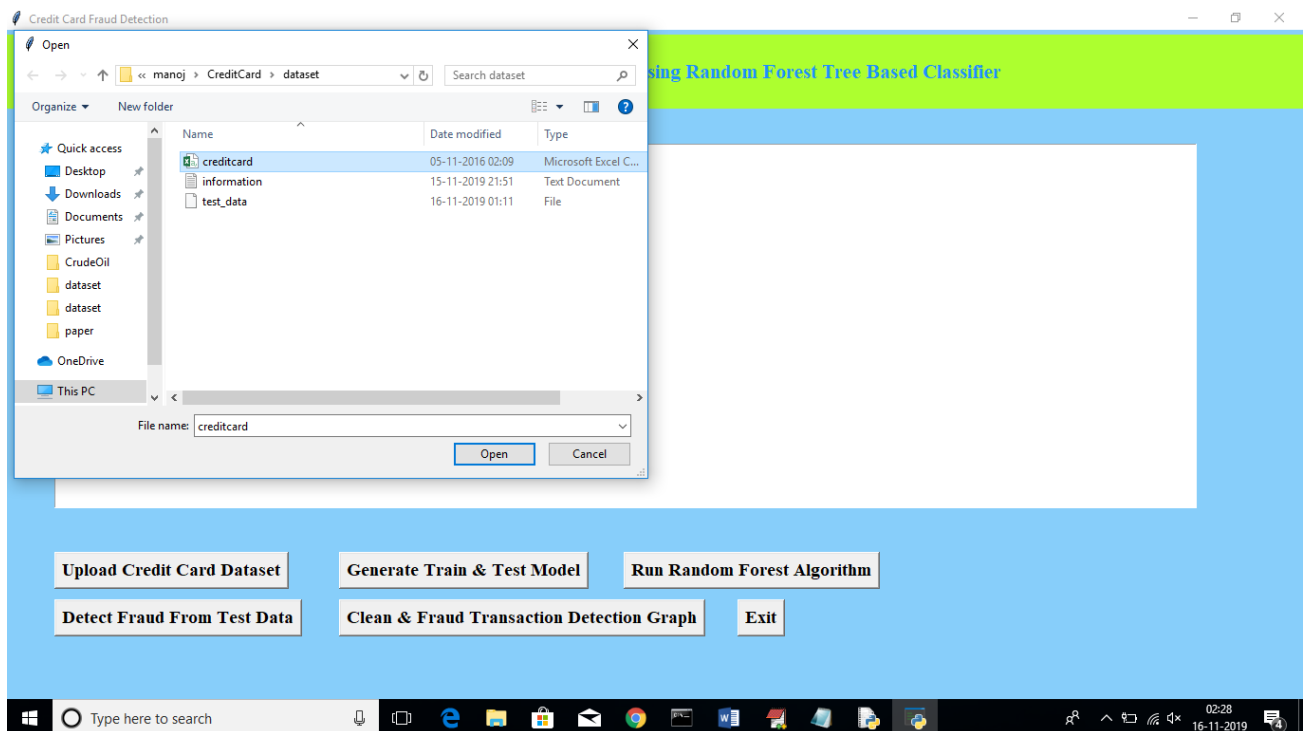 Credit Card Fraud Detection
Open
« manoj › CreditCard › dataset
Search dataset
sing Random Forest Tree Based Classifier
Organize
New folder
Name
Date modified
Type
Quick access
Desktop
Downloads
Documents
Pictures
CrudeOil
dataset
dataset
paper
OneDrive
This PC
creditcard 05-11-2016 02:09 Microsoft Excel C...
information 15-11-2019 21:51 Text Document
test_data 16-11-2019 01:11 File
File name: creditcard
Open
Cancel
Upload Credit Card Dataset
Generate Train & Test Model
Run Random Forest Algorithm
Detect Fraud From Test Data
Clean & Fraud Transaction Detection Graph
Exit
Type here to search
02:28
16-11-2019
4